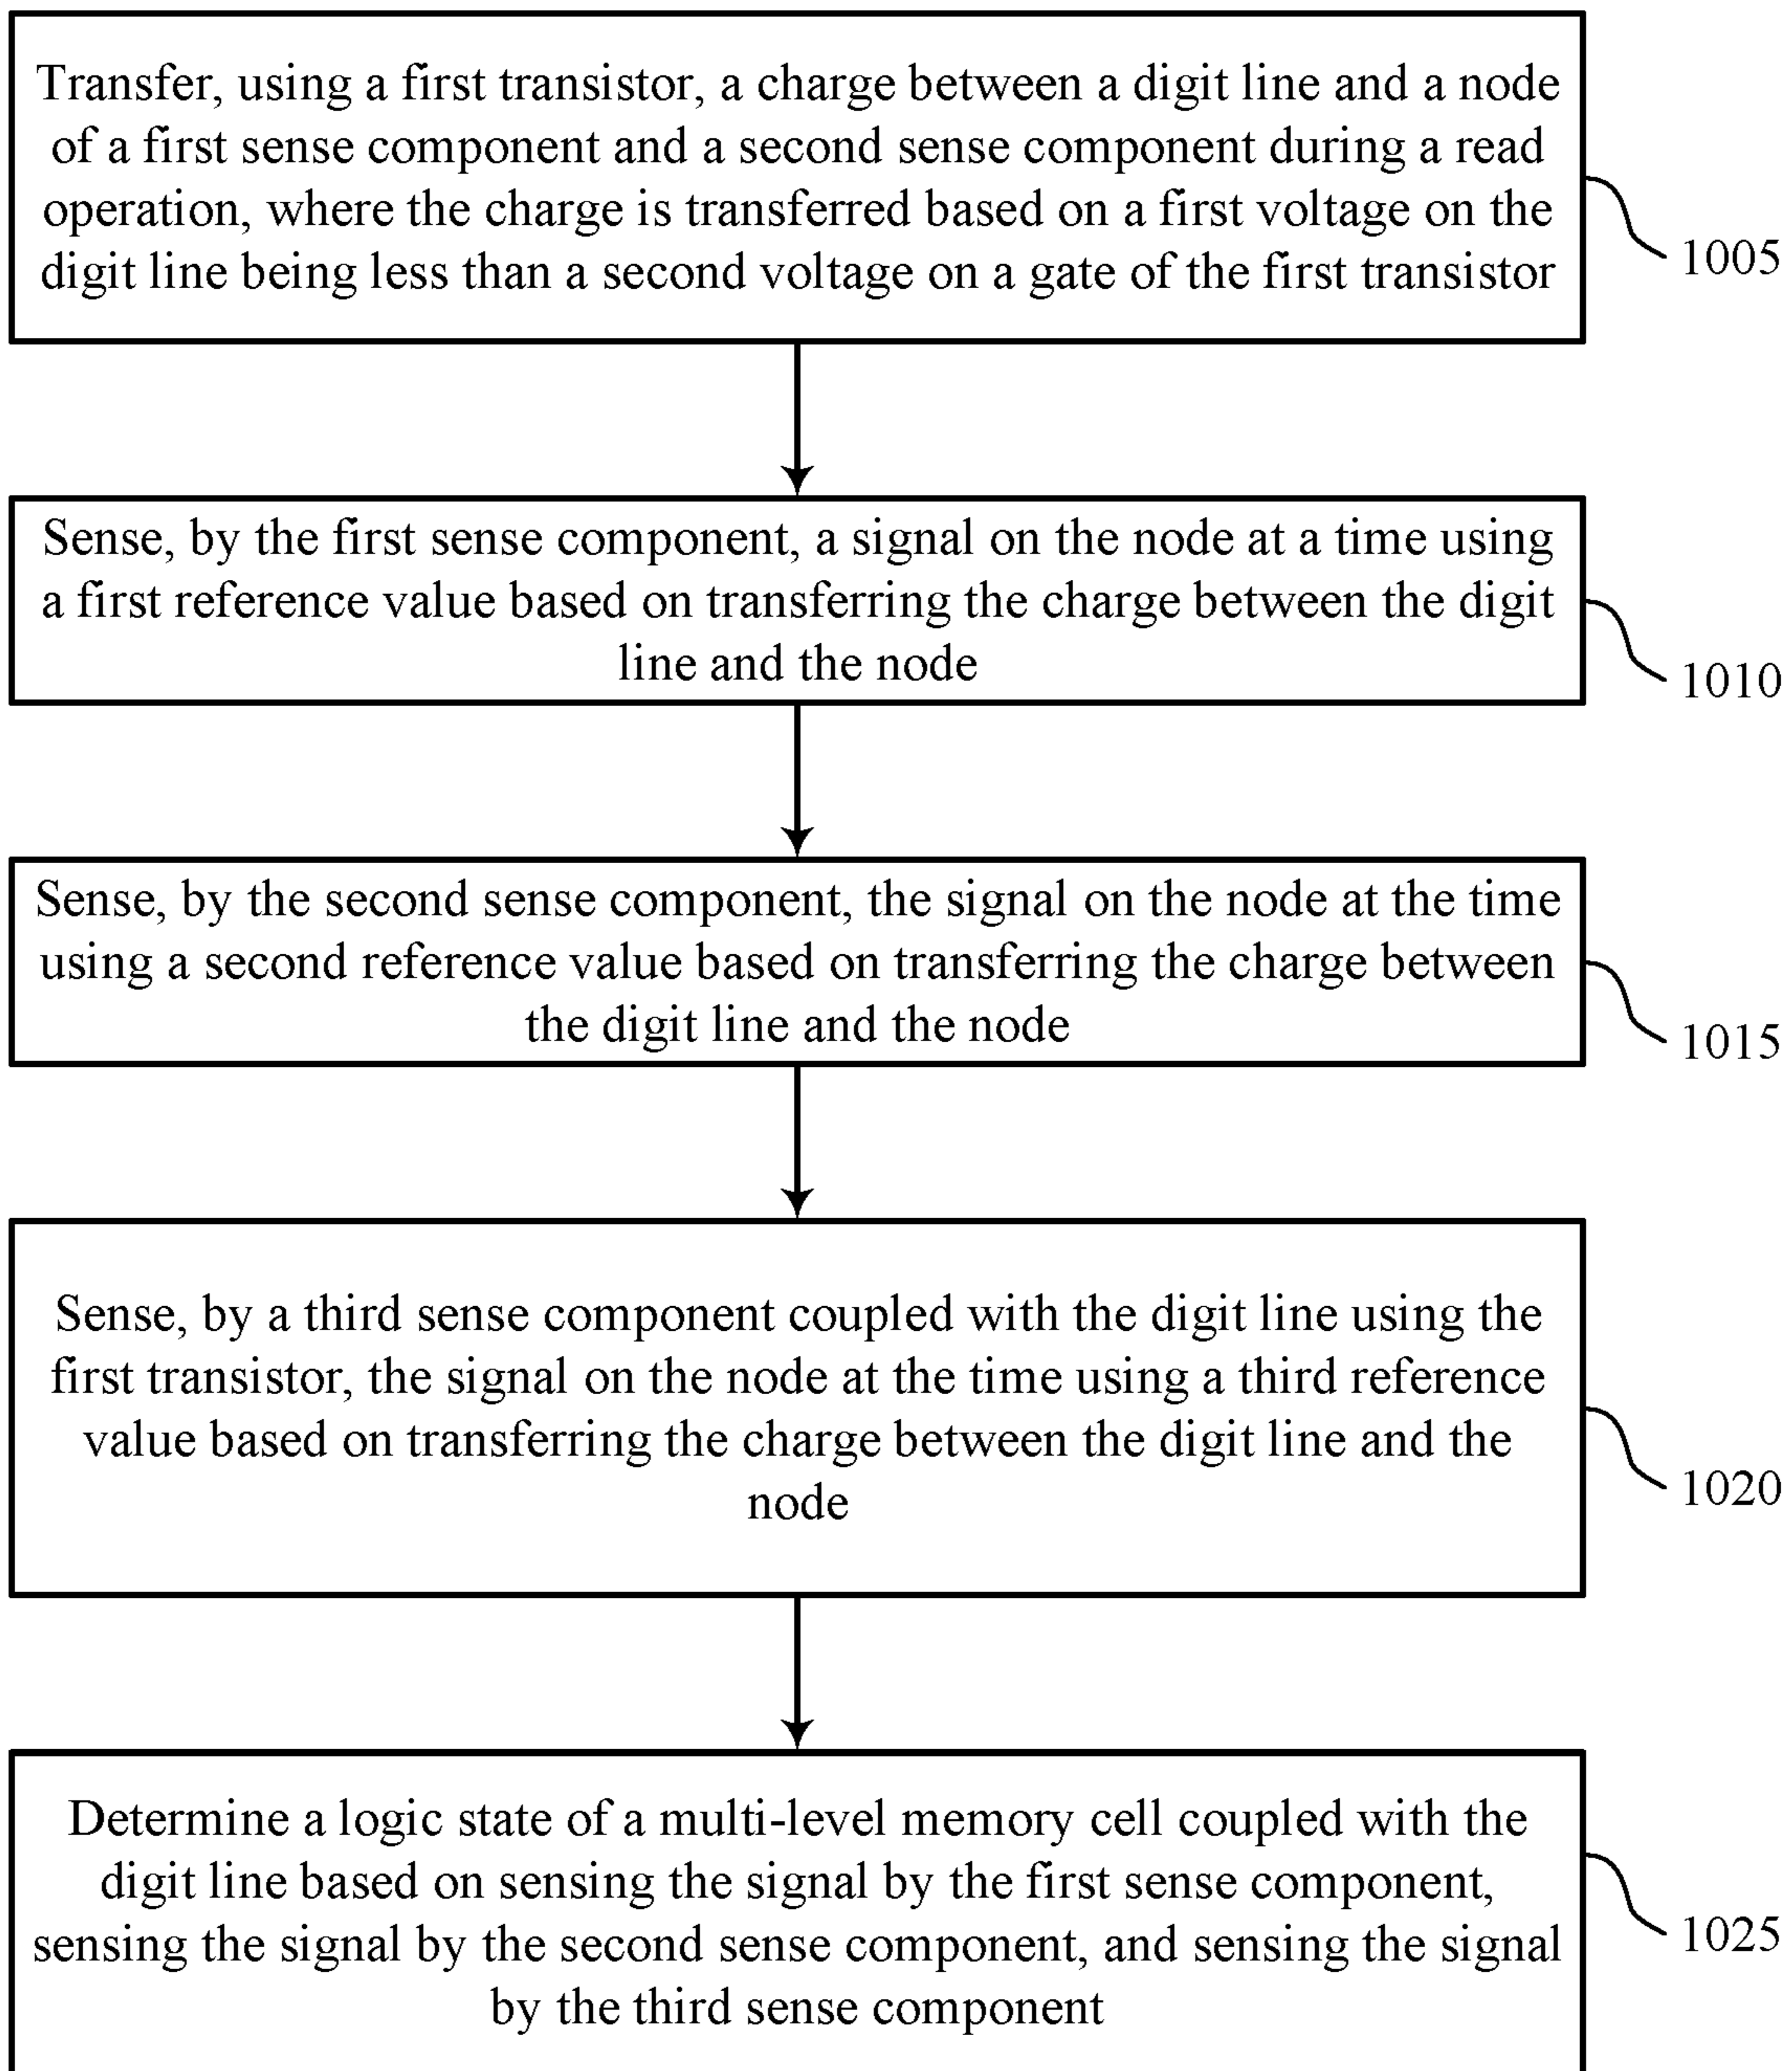 Transfer, using a first transistor, a charge between a digit line and a node
of a first sense component and a second sense component during a read
operation, where the charge is transferred based on a first voltage on the
digit line being less than a second voltage on a gate of the first transistor
1005
Sense, by the first sense component, a signal on the node at a time using
a first reference value based on transferring the charge between the digit
line and the node
1010
Sense, by the second sense component, the signal on the node at the time
using a second reference value based on transferring the charge between
the digit line and the node
1015
Sense, by a third sense component coupled with the digit line using the
first transistor, the signal on the node at the time using a third reference
value based on transferring the charge between the digit line and the
node
1020
Determine a logic state of a multi-level memory cell coupled with the
digit line based on sensing the signal by the first sense component,
sensing the signal by the second sense component, and sensing the signal
by the third sense component
1025